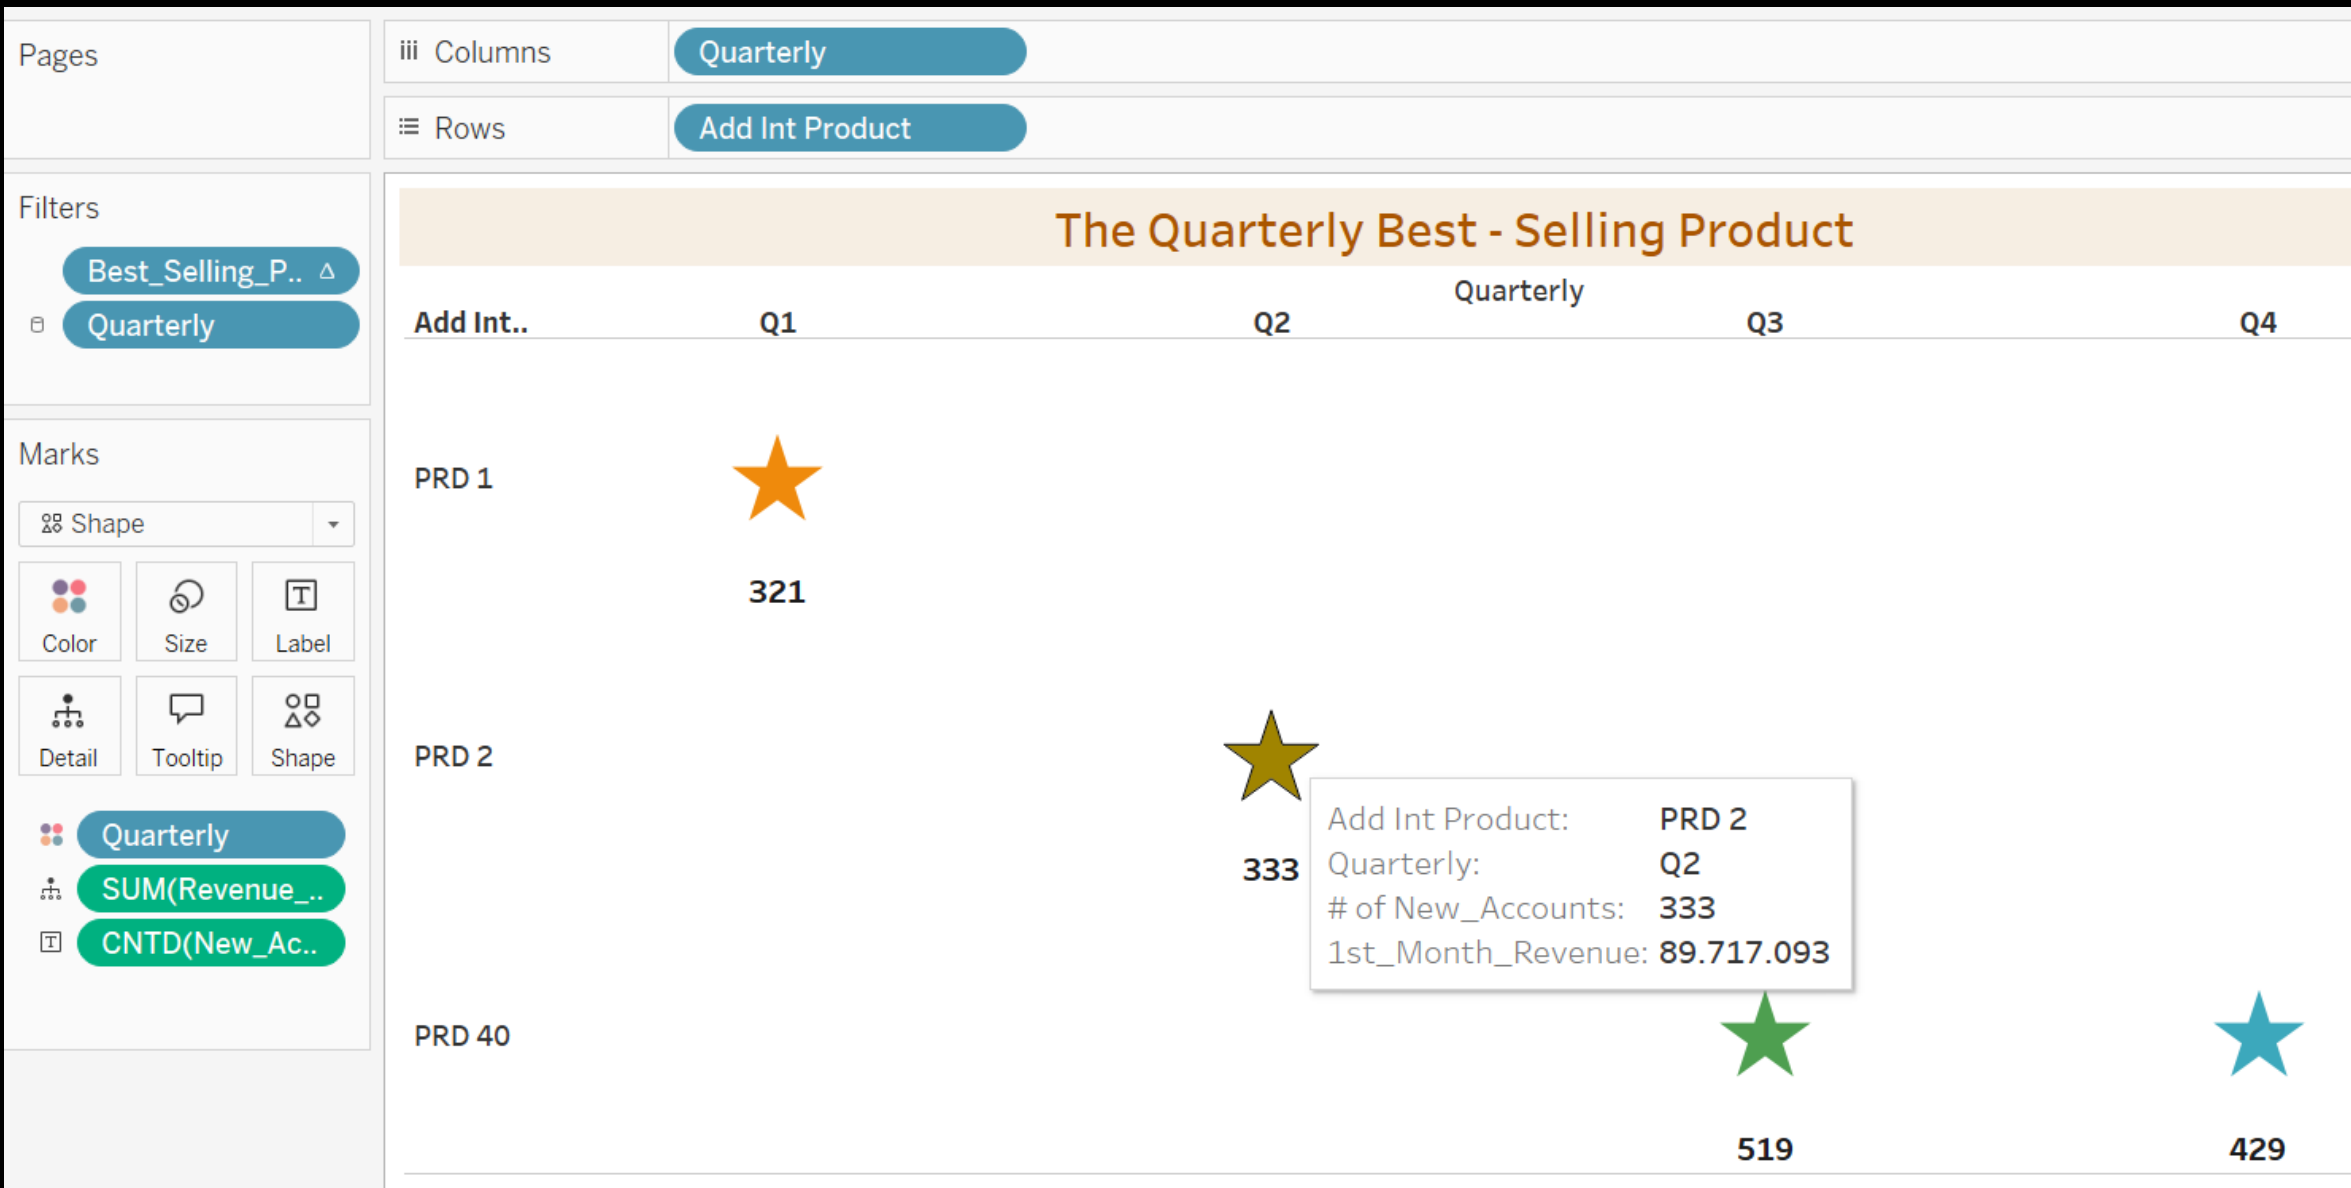 Pages
Columns
Quarterly
Rows
Add Int Product
Filters
Best_Selling_P..
Quarterly
Marks
Shape
Color
Size
Label
Detail
Tooltip
Shape
Quarterly
SUM(Revenue_..
CNTD(New_Ac..
The Quarterly Best - Selling Product
Quarterly
Add Int.. Q1 Q2 Q3 Q4
PRD 1
321
PRD 2
333
Add Int Product: PRD 2
Quarterly: Q2
# of New_Accounts: 333
1st_Month_Revenue: 89.717.093
PRD 40
519 429